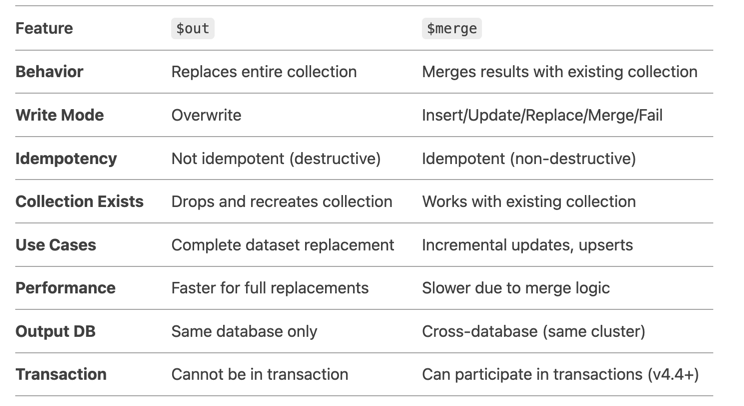 Feature $out $merge
Behavior Replaces entire collection Merges results with existing collection
Write Mode Overwrite Insert/Update/Replace/Merge/Fail
Idempotency Not idempotent (destructive) Idempotent (non-destructive)
Collection Exists Drops and recreates collection Works with existing collection
Use Cases Complete dataset replacement Incremental updates, upserts
Performance Faster for full replacements Slower due to merge logic
Output DB Same database only Cross-database (same cluster)
Transaction Cannot be in transaction Can participate in transactions (v4.4+)